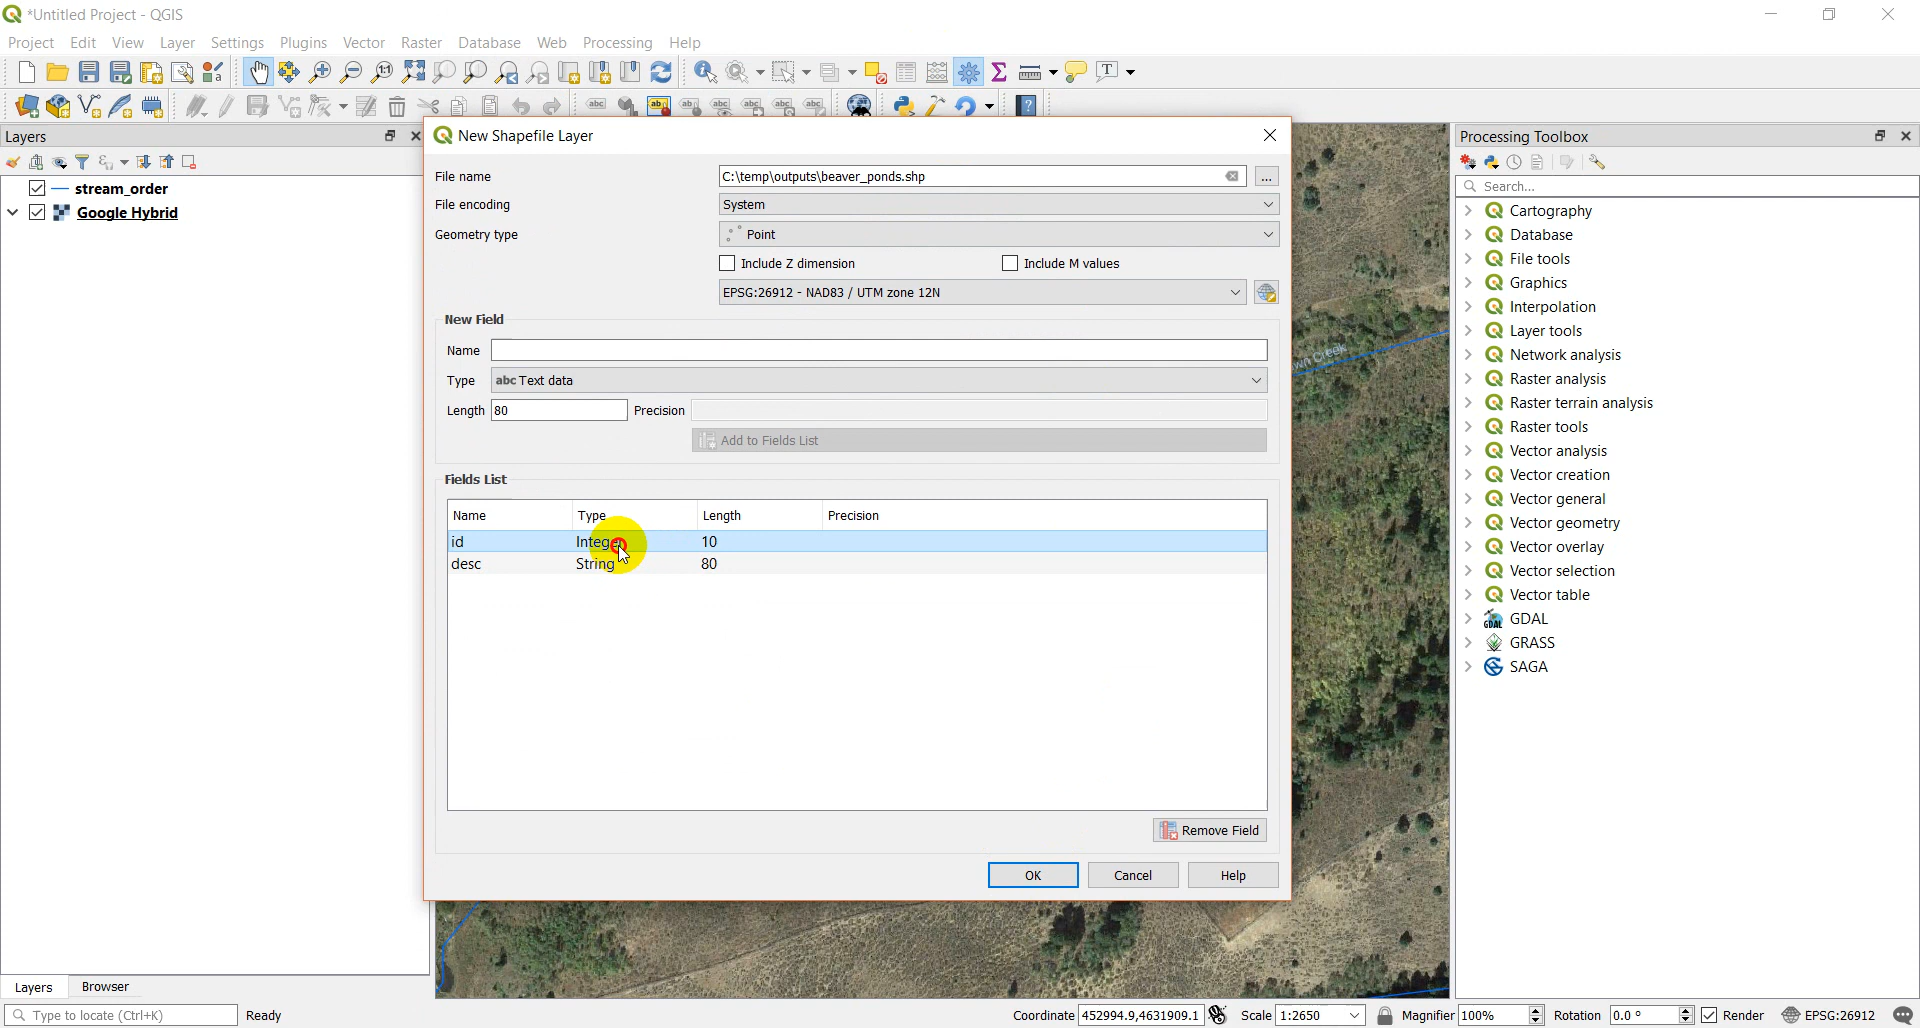 *Untitled Project - QGIS
Project Edit View Layer Settings Plugins Vector Raster Database Web Processing Help
Layers
stream_order
Google Hybrid
New Shapefile Layer
File name C:\temp\outputs\beaver_ponds.shp ...
File encoding System
Geometry type Point
Include Z dimension Include M values
EPSG:26912 - NAD83 / UTM zone 12N
New Field
Name
Type abc Text data
Length 80 Precision
Add to Fields List
Fields List
Name Type Length Precision
id Integer 10
desc String 80
Remove Field
OK Cancel Help
Creek
Processing Toolbox
Search...
Cartography
Database
File tools
Graphics
Interpolation
Layer tools
Network analysis
Raster analysis
Raster terrain analysis
Raster tools
Vector analysis
Vector creation
Vector general
Vector geometry
Vector overlay
Vector selection
Vector table
GDAL
GRASS
SAGA
Layers Browser
Type to locate (Ctrl+K) Ready Coordinate 452994.9,4631909.1 Scale 1:2650 Magnifier 100% Rotation 0.0 ° Render EPSG:26912